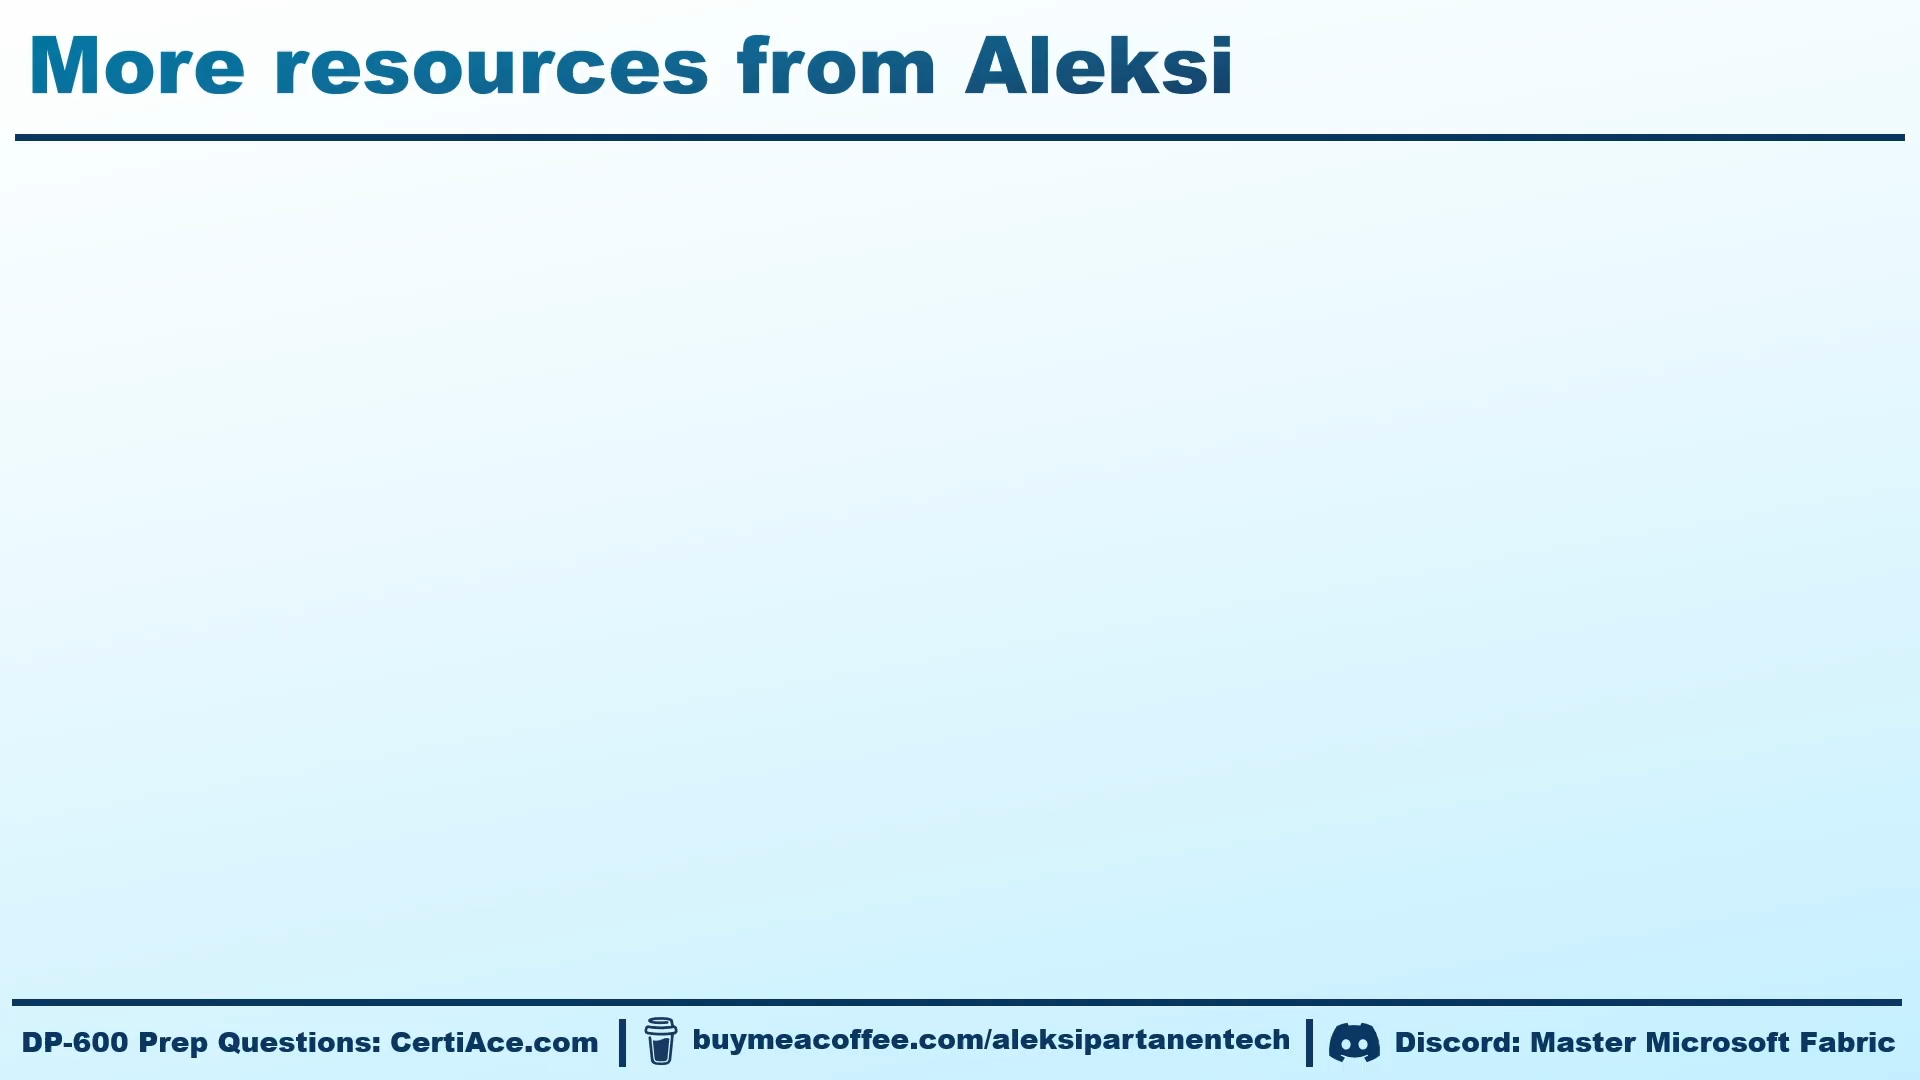 More resources from Aleksi
DP-600 Prep Questions: CertiAce.com
buymeacoffee.com/aleksipartanentech
Discord: Master Microsoft Fabric